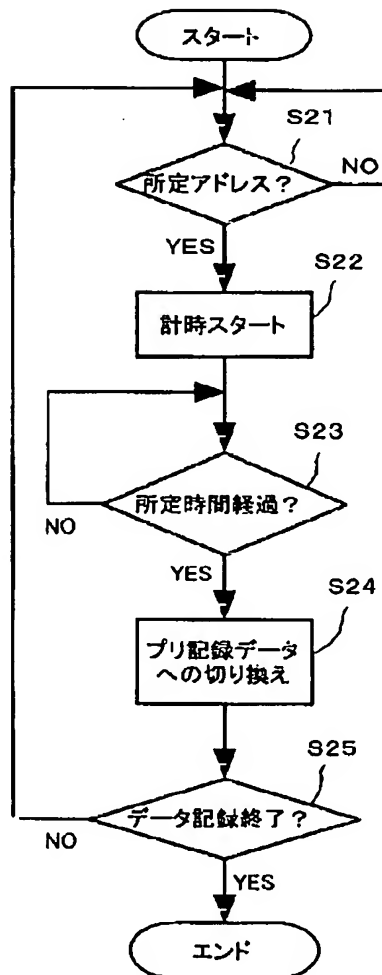 スタート
S21
所定アドレス?
NO
YES
S22
計時スタート
S23
所定時間経過?
NO
YES
S24
プリ記録データ
への切り換え
S25
データ記録終了?
NO
YES
エンド